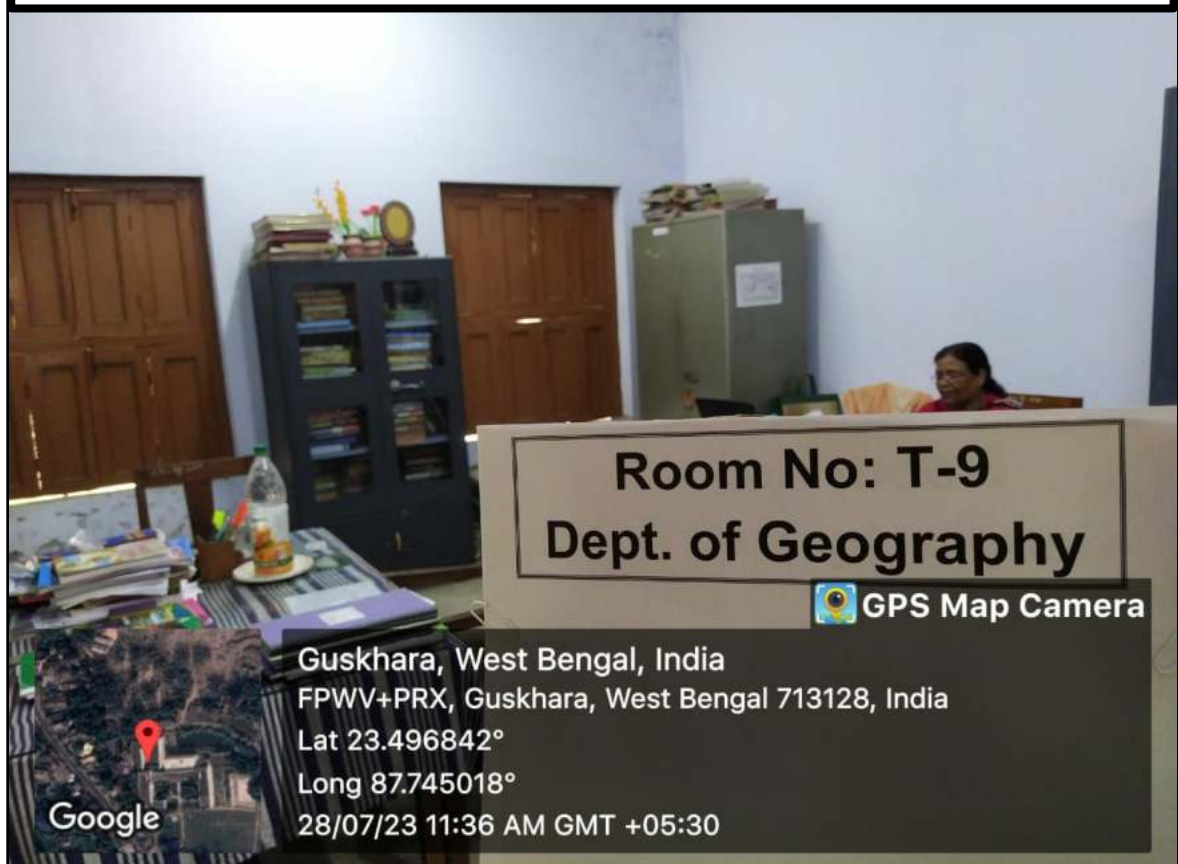 Room No: T-9
Dept. of Geography
GPS Map Camera
Guskhara, West Bengal, India
FPWV+PRX, Guskhara, West Bengal 713128, India
Lat 23.496842°
Long 87.745018°
28/07/23 11:36 AM GMT +05:30
Google